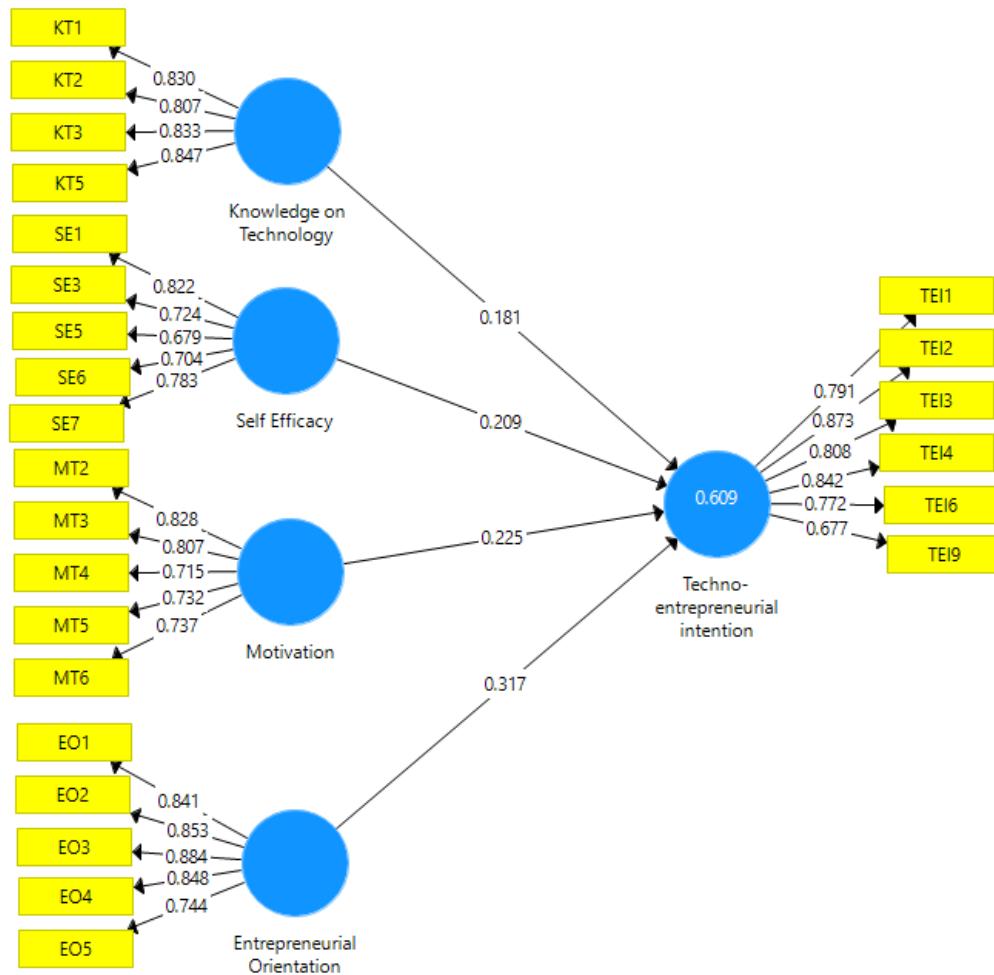 KT1
KT2
KT3
KT5
0.830
0.807
0.833
0.847
Knowledge on
Technology
SE1
SE3
SE5
SE6
SE7
0.822
0.724
0.679
0.704
0.783
Self Efficacy
MT2
MT3
MT4
MT5
MT6
0.828
0.807
0.715
0.732
0.737
Motivation
EO1
EO2
EO3
EO4
EO5
0.841
0.853
0.884
0.848
0.744
Entrepreneurial
Orientation
0.181
0.209
0.225
0.317
0.609
Techno-
entrepreneurial
intention
0.791
0.873
0.808
0.842
0.772
0.677
TEI1
TEI2
TEI3
TEI4
TEI6
TEI9